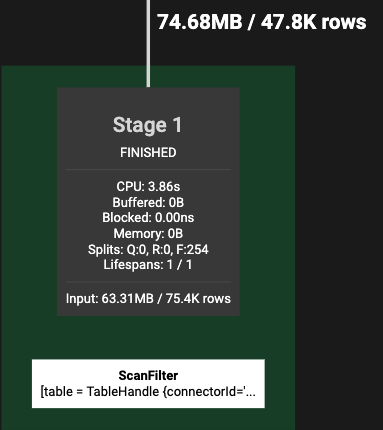 74.68MB / 47.8K rows
Stage 1
FINISHED
CPU: 3.86s
Buffered: 0B
Blocked: 0.00ns
Memory: 0B
Splits: Q:0, R:0, F:254
Lifespans: 1 / 1
Input: 63.31MB / 75.4K rows
ScanFilter
[table = TableHandle {connectorId='...